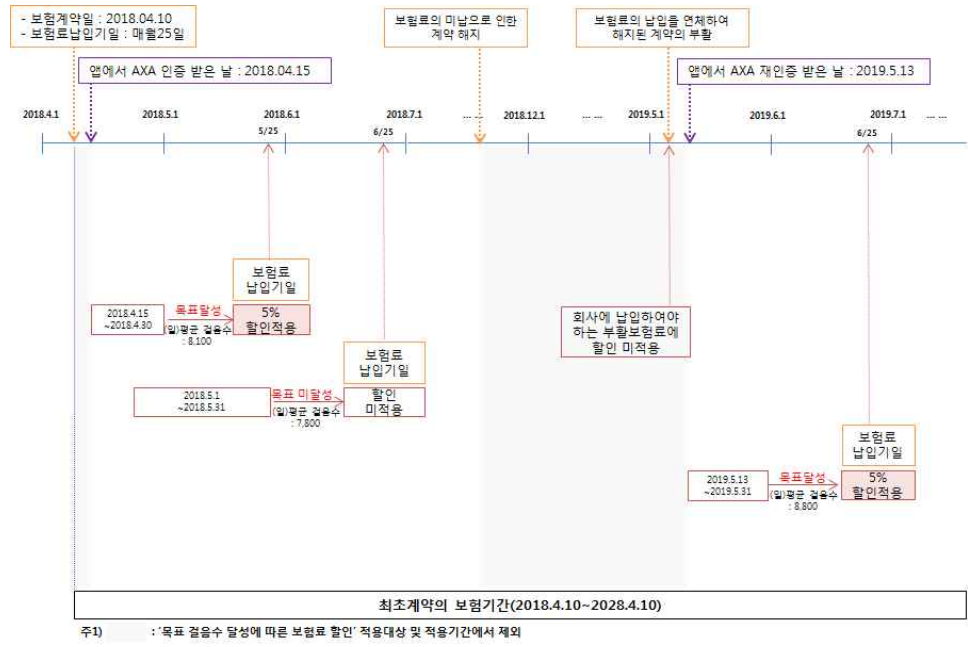 - 보험계약일 : 2018.04.10
- 보험료납입기일 : 매월25일
보험료의 미납으로 인한
계약 해지
보험료의 납입을 연체하여
해지된 계약의 부활
앱에서 AXA 인증 받은 날 : 2018.04.15
앱에서 AXA 재인증 받은 날 : 2019.5.13
2018.4.1
2018.5.1
2018.6.1
2018.7.1
... ...
2018.12.1
... ...
2019.5.1
2019.6.1
2019.7.1
... ...
5/25
6/25
6/25
보험료
납입기일
2018.4.15
~2018.4.30
목표달성
(일)평균 걸음수
: 8,100
5%
할인적용
회사에 납입하여야
하는 부활보험료에
할인 미적용
보험료
납입기일
2018.5.1
~2018.5.31
목표 미달성
(일)평균 걸음수
: 7,800
할인
미적용
보험료
납입기일
2019.5.13
~2019.5.31
목표달성
(일)평균 걸음수
: 8,800
5%
할인적용
최초계약의 보험기간(2018.4.10~2028.4.10)
주1) : ‘목표 걸음수 달성에 따른 보험료 할인’ 적용대상 및 적용기간에서 제외